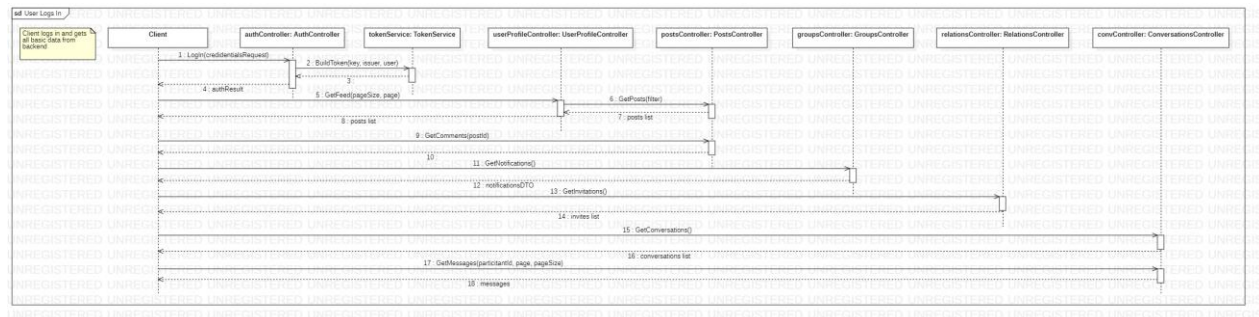 sd User Logs In
Client logs in and gets
all basic data from
backend
Client
authController: AuthController
tokenService: TokenService
userProfileController: UserProfileController
postsController: PostsController
groupsController: GroupsController
relationsController: RelationsController
convController: ConversationsController
1 : Login(creddentialsRequest)
2 : BuildToken(key, issuer, user)
3
4 : authResult
5 : GetFeed(pageSize, page)
6 : GetPosts(filter)
7 : posts list
8 : posts list
9 : GetComments(postId)
10
11 : GetNotifications()
12 : notificationsDTO
13 : GetInvitations()
14 : invites list
15 : GetConversations()
16 : conversations list
17 : GetMessages(particitantId, page, pageSize)
18 : messages
UNREGISTERED